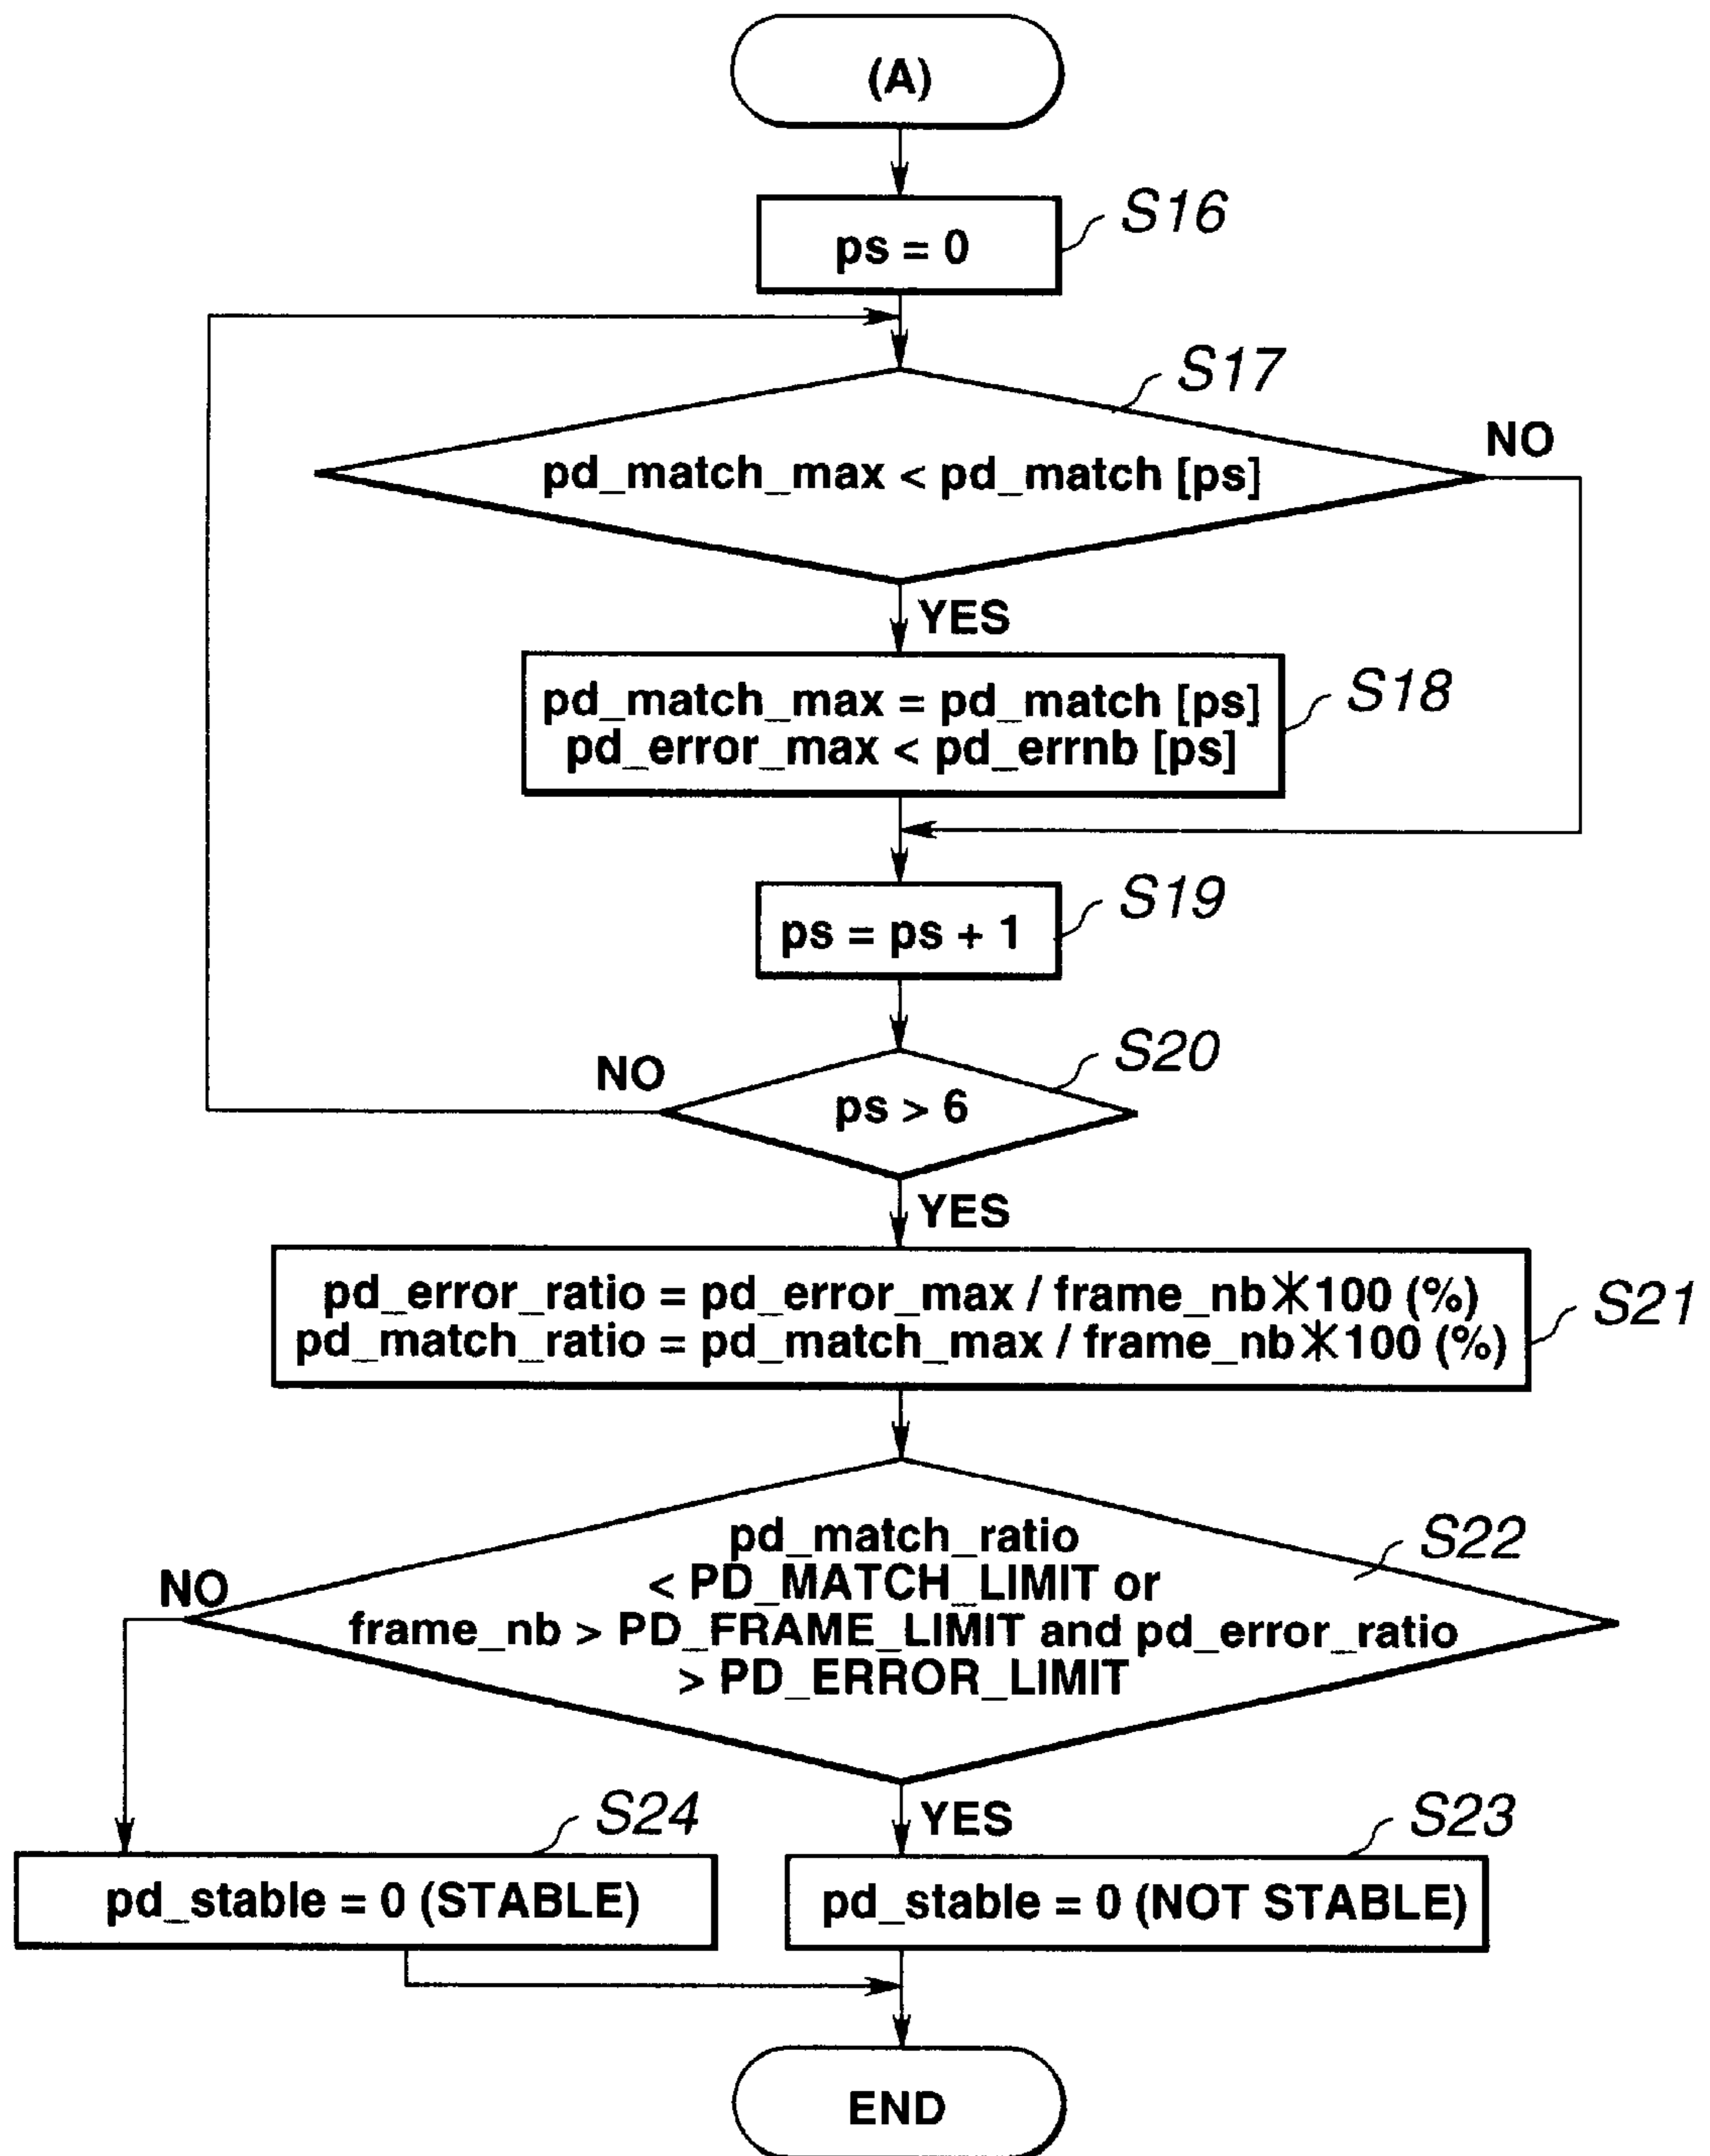 (A)
S16
ps = 0
S17
NO
pd_match_max < pd_match [ps]
YES
S18
pd_match_max = pd_match [ps]
pd_error_max < pd_errnb [ps]
S19
ps = ps + 1
S20
NO
ps > 6
YES
S21
pd_error_ratio = pd_error_max / frame_nb*100 (%)
pd_match_ratio = pd_match_max / frame_nb*100 (%)
S22
NO
pd_match_ratio
< PD_MATCH_LIMIT or
frame_nb > PD_FRAME_LIMIT and pd_error_ratio
> PD_ERROR_LIMIT
S24
YES
S23
pd_stable = 0 (STABLE)
pd_stable = 0 (NOT STABLE)
END